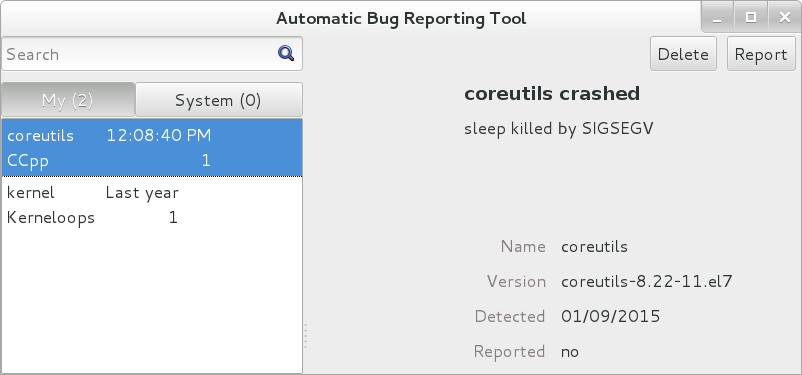 Automatic Bug Reporting Tool
Search
Delete Report
My (2) System (0)
coreutils 12:08:40 PM
CCpp 1
kernel Last year
Kerneloops 1
coreutils crashed
sleep killed by SIGSEGV
Name coreutils
Version coreutils-8.22-11.el7
Detected 01/09/2015
Reported no